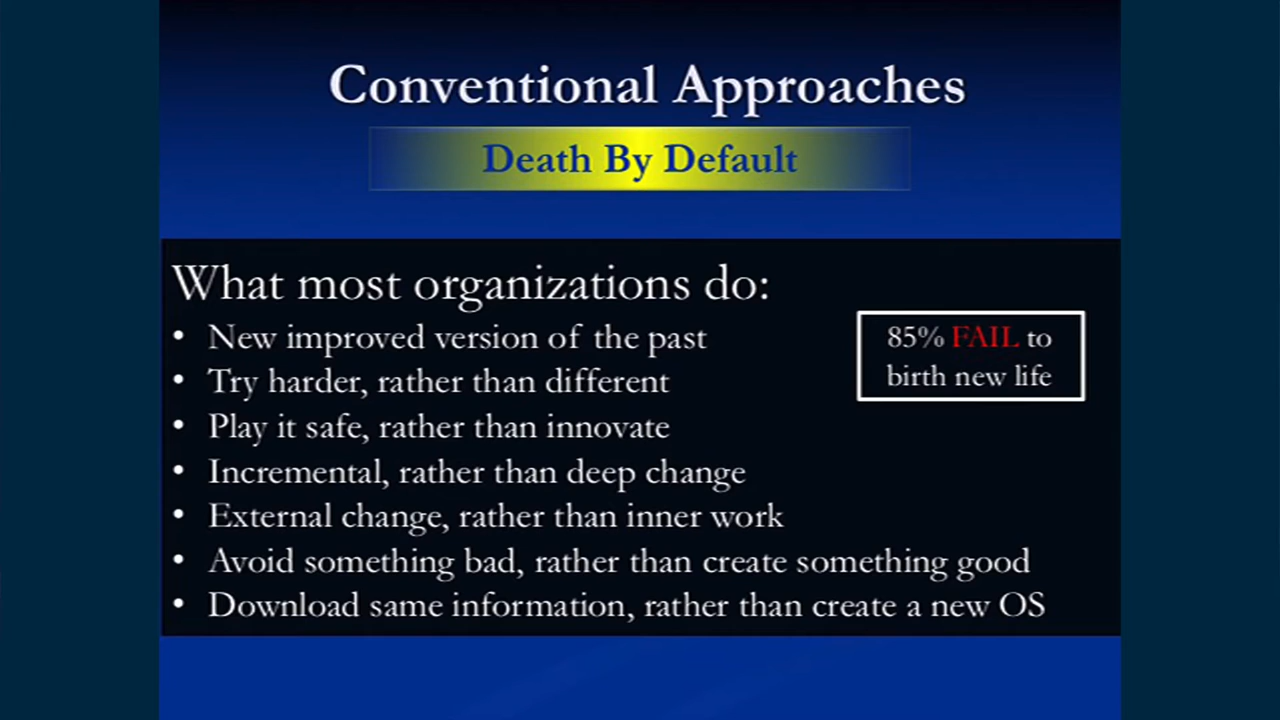 Conventional Approaches
Death By Default
What most organizations do:
• New improved version of the past
• Try harder, rather than different
• Play it safe, rather than innovate
• Incremental, rather than deep change
• External change, rather than inner work
• Avoid something bad, rather than create something good
• Download same information, rather than create a new OS
85% FAIL to
birth new life